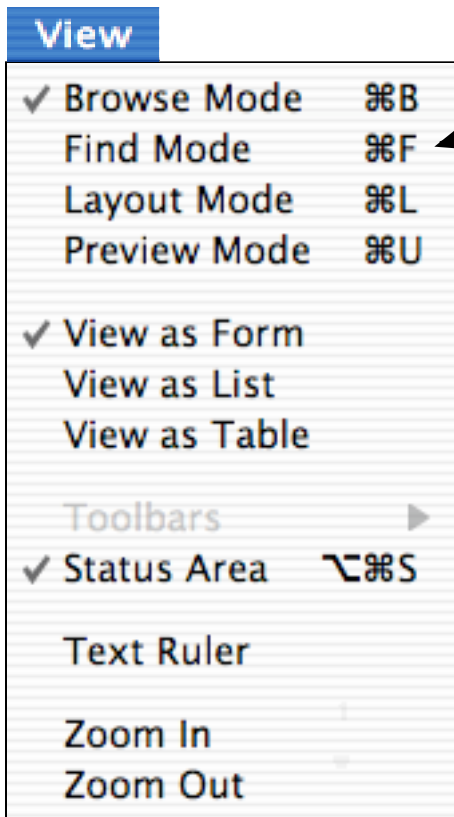 View
✓ Browse Mode ⌘B
Find Mode ⌘F
Layout Mode ⌘L
Preview Mode ⌘U
✓ View as Form
View as List
View as Table
Toolbars ▶
✓ Status Area ⌥⌘S
Text Ruler
Zoom In
Zoom Out